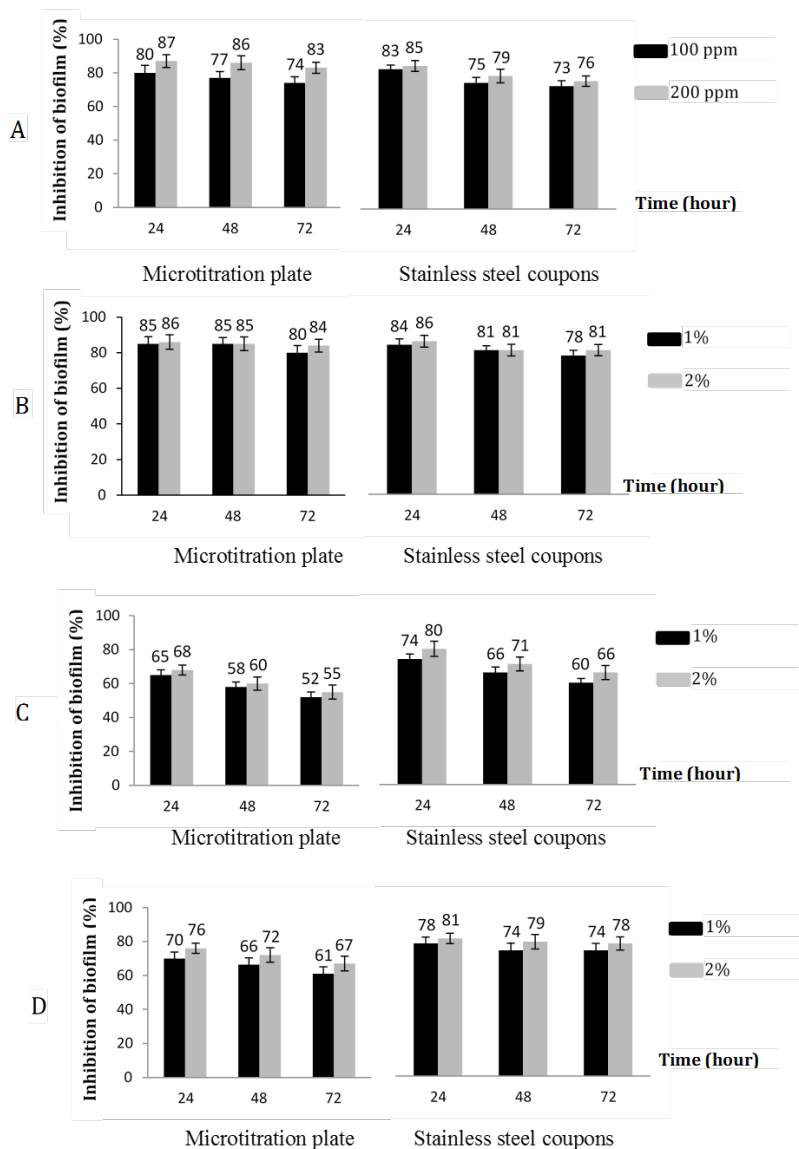 A
Inhibition of biofilm (%)
100
80
60
40
20
0
80 87 77 86 74 83
24 48 72
Microtitration plate
83 85 75 79 73 76
24 48 72
Stainless steel coupons
100 ppm
200 ppm
Time (hour)
B
Inhibition of biofilm (%)
100
80
60
40
20
0
85 86 85 85 80 84
24 48 72
Microtitration plate
84 86 81 81 78 81
24 48 72
Stainless steel coupons
1%
2%
Time (hour)
C
Inhibition of biofilm (%)
100
80
60
40
20
0
65 68 58 60 52 55
24 48 72
Microtitration plate
74 80 66 71 60 66
24 48 72
Stainless steel coupons
1%
2%
Time (hour)
D
Inhibition of biofilm (%)
100
80
60
40
20
0
70 76 66 72 61 67
24 48 72
Microtitration plate
78 81 74 79 74 78
24 48 72
Stainless steel coupons
1%
2%
Time (hour)